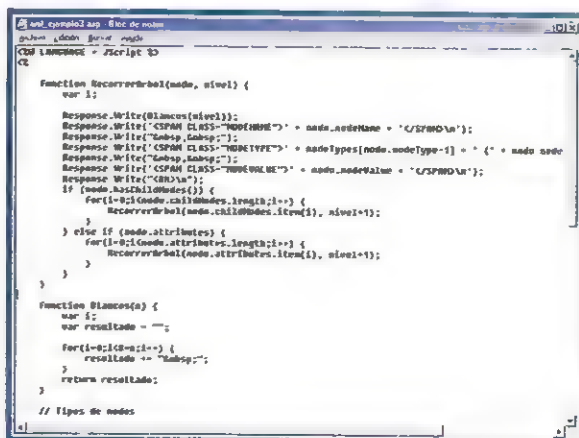 xml_ejemplo3.asp - Bloc de notas
Archivo Edición Buscar Ayuda
<%@ LANGUAGE = JScript %>
<%
function RecorrerArbol(nodo, nivel) {
var i;
Response.Write(Blancos(nivel));
Response.Write('<SPAN CLASS="NODENAME">' + nodo.nodeName + '</SPAN>\n');
Response.Write("&nbsp;&nbsp;");
Response.Write('<SPAN CLASS="NODETYPE">' + nodeTypes[nodo.nodeType-1] + " (" + nodo node
Response.Write("&nbsp;&nbsp;");
Response.Write('<SPAN CLASS="NODEVALUE">' + nodo.nodeValue + '</SPAN>\n');
Response Write("<BR>\n");
if (nodo.hasChildNodes()) {
for(i=0;i<nodo.childNodes.length;i++) {
RecorrerArbol(nodo.childNodes.item(i), nivel+1);
}
} else if (nodo.attributes) {
for(i=0;i<nodo.attributes.length;i++) {
RecorrerArbol(nodo.attributes.item(i), nivel+1);
}
}
}
function Blancos(n) {
var i;
var resultado = "";
for(i=0;i<8*n;i++) {
resultado += "&nbsp;";
}
return resultado;
}
// Tipos de nodos